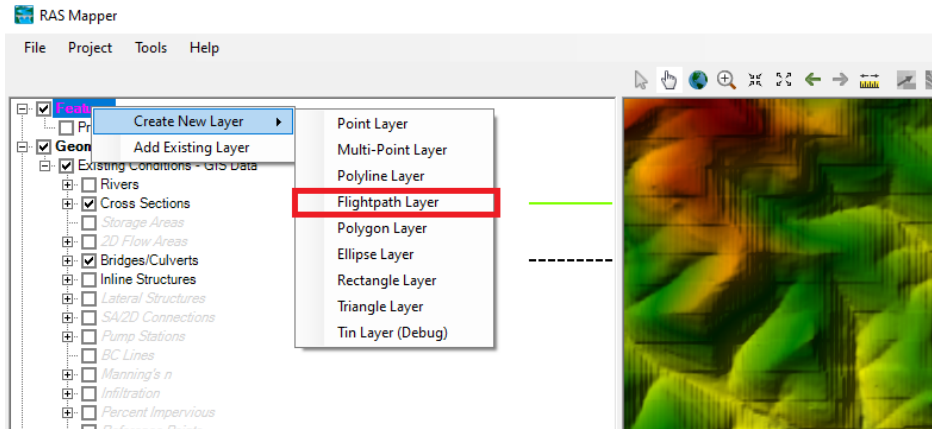 RAS Mapper
File Project Tools Help
Create New Layer
Add Existing Layer
Point Layer
Multi-Point Layer
Polyline Layer
Flightpath Layer
Polygon Layer
Ellipse Layer
Rectangle Layer
Triangle Layer
Tin Layer (Debug)
Existing Conditions - GIS Data
Rivers
Cross Sections
Storage Areas
2D Flow Areas
Bridges/Culverts
Inline Structures
Lateral Structures
SA/2D Connections
Pump Stations
BC Lines
Manning's n
Infiltration
Percent Impervious